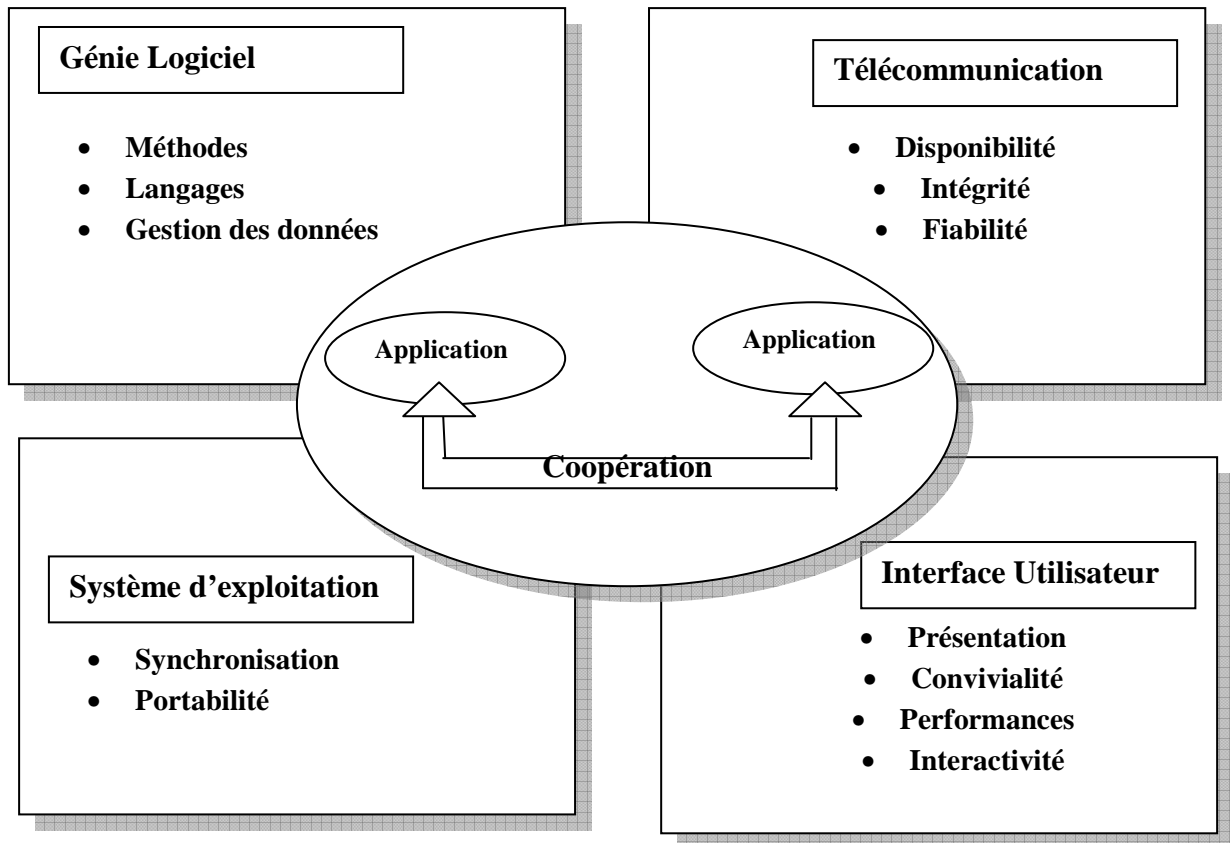 Génie Logiciel
• Méthodes
• Langages
• Gestion des données
Télécommunication
• Disponibilité
• Intégrité
• Fiabilité
Application
Application
Coopération
Système d’exploitation
• Synchronisation
• Portabilité
Interface Utilisateur
• Présentation
• Convivialité
• Performances
• Interactivité